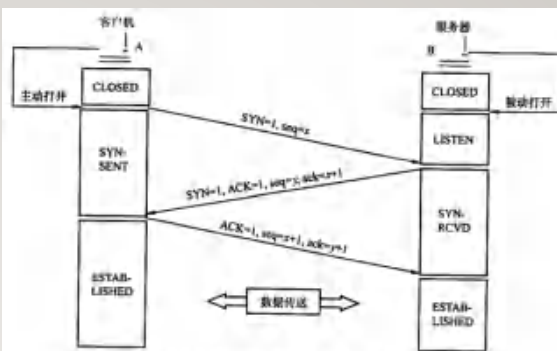 客户机
服务器
A
B
CLOSED
CLOSED
主动打开
被动打开
SYN=1, seq=x
LISTEN
SYN-
SENT
SYN=1, ACK=1, seq=y, ack=x+1
SYN-
RCVD
ACK=1, seq=x+1, ack=y+1
ESTAB-
LISHED
数据传送
ESTAB-
LISHED